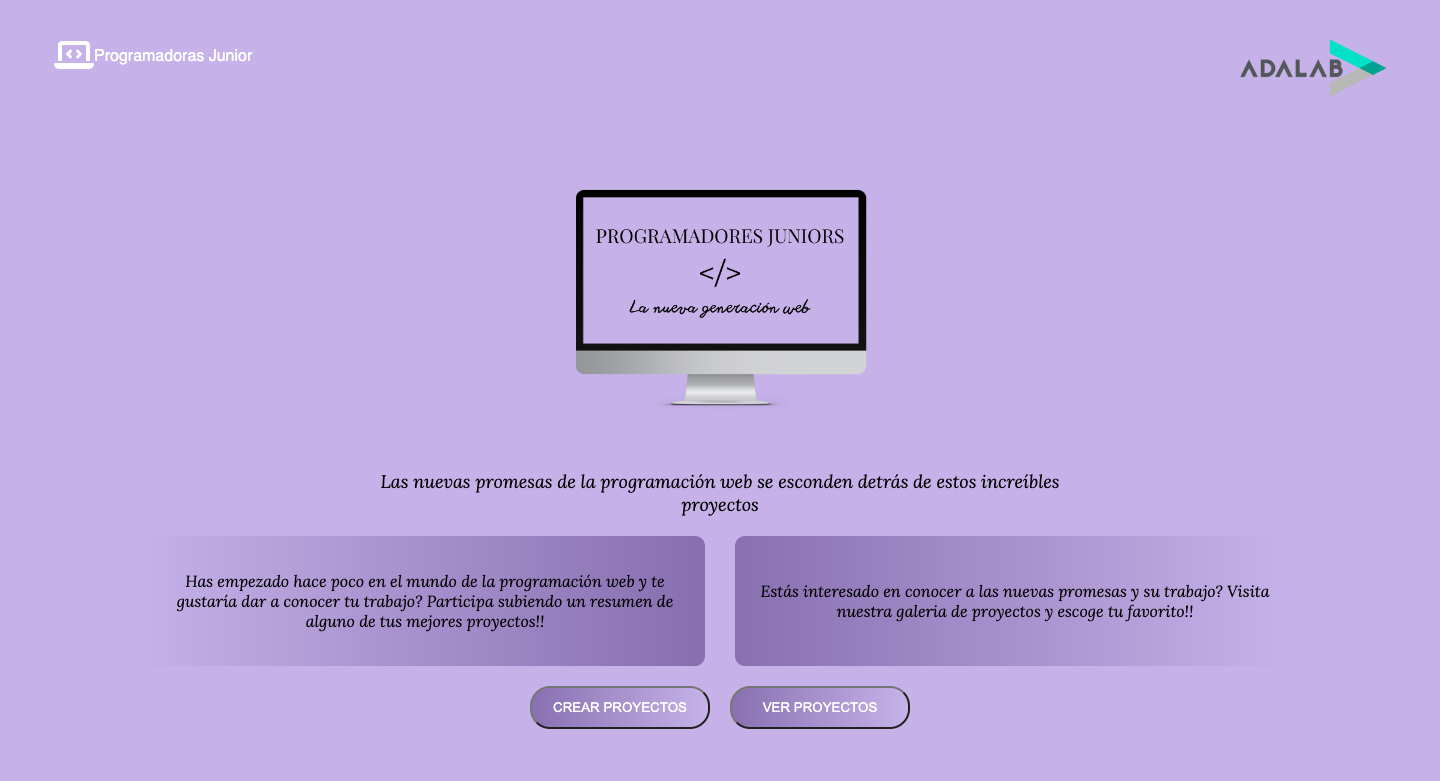 Programadoras Junior
ADALAB
PROGRAMADORES JUNIORS
</>
La nueva generación web
Las nuevas promesas de la programación web se esconden detrás de estos increíbles
proyectos
Has empezado hace poco en el mundo de la programación web y te
gustaría dar a conocer tu trabajo? Participa subiendo un resumen de
alguno de tus mejores proyectos!!
Estás interesado en conocer a las nuevas promesas y su trabajo? Visita
nuestra galeria de proyectos y escoge tu favorito!!
CREAR PROYECTOS
VER PROYECTOS